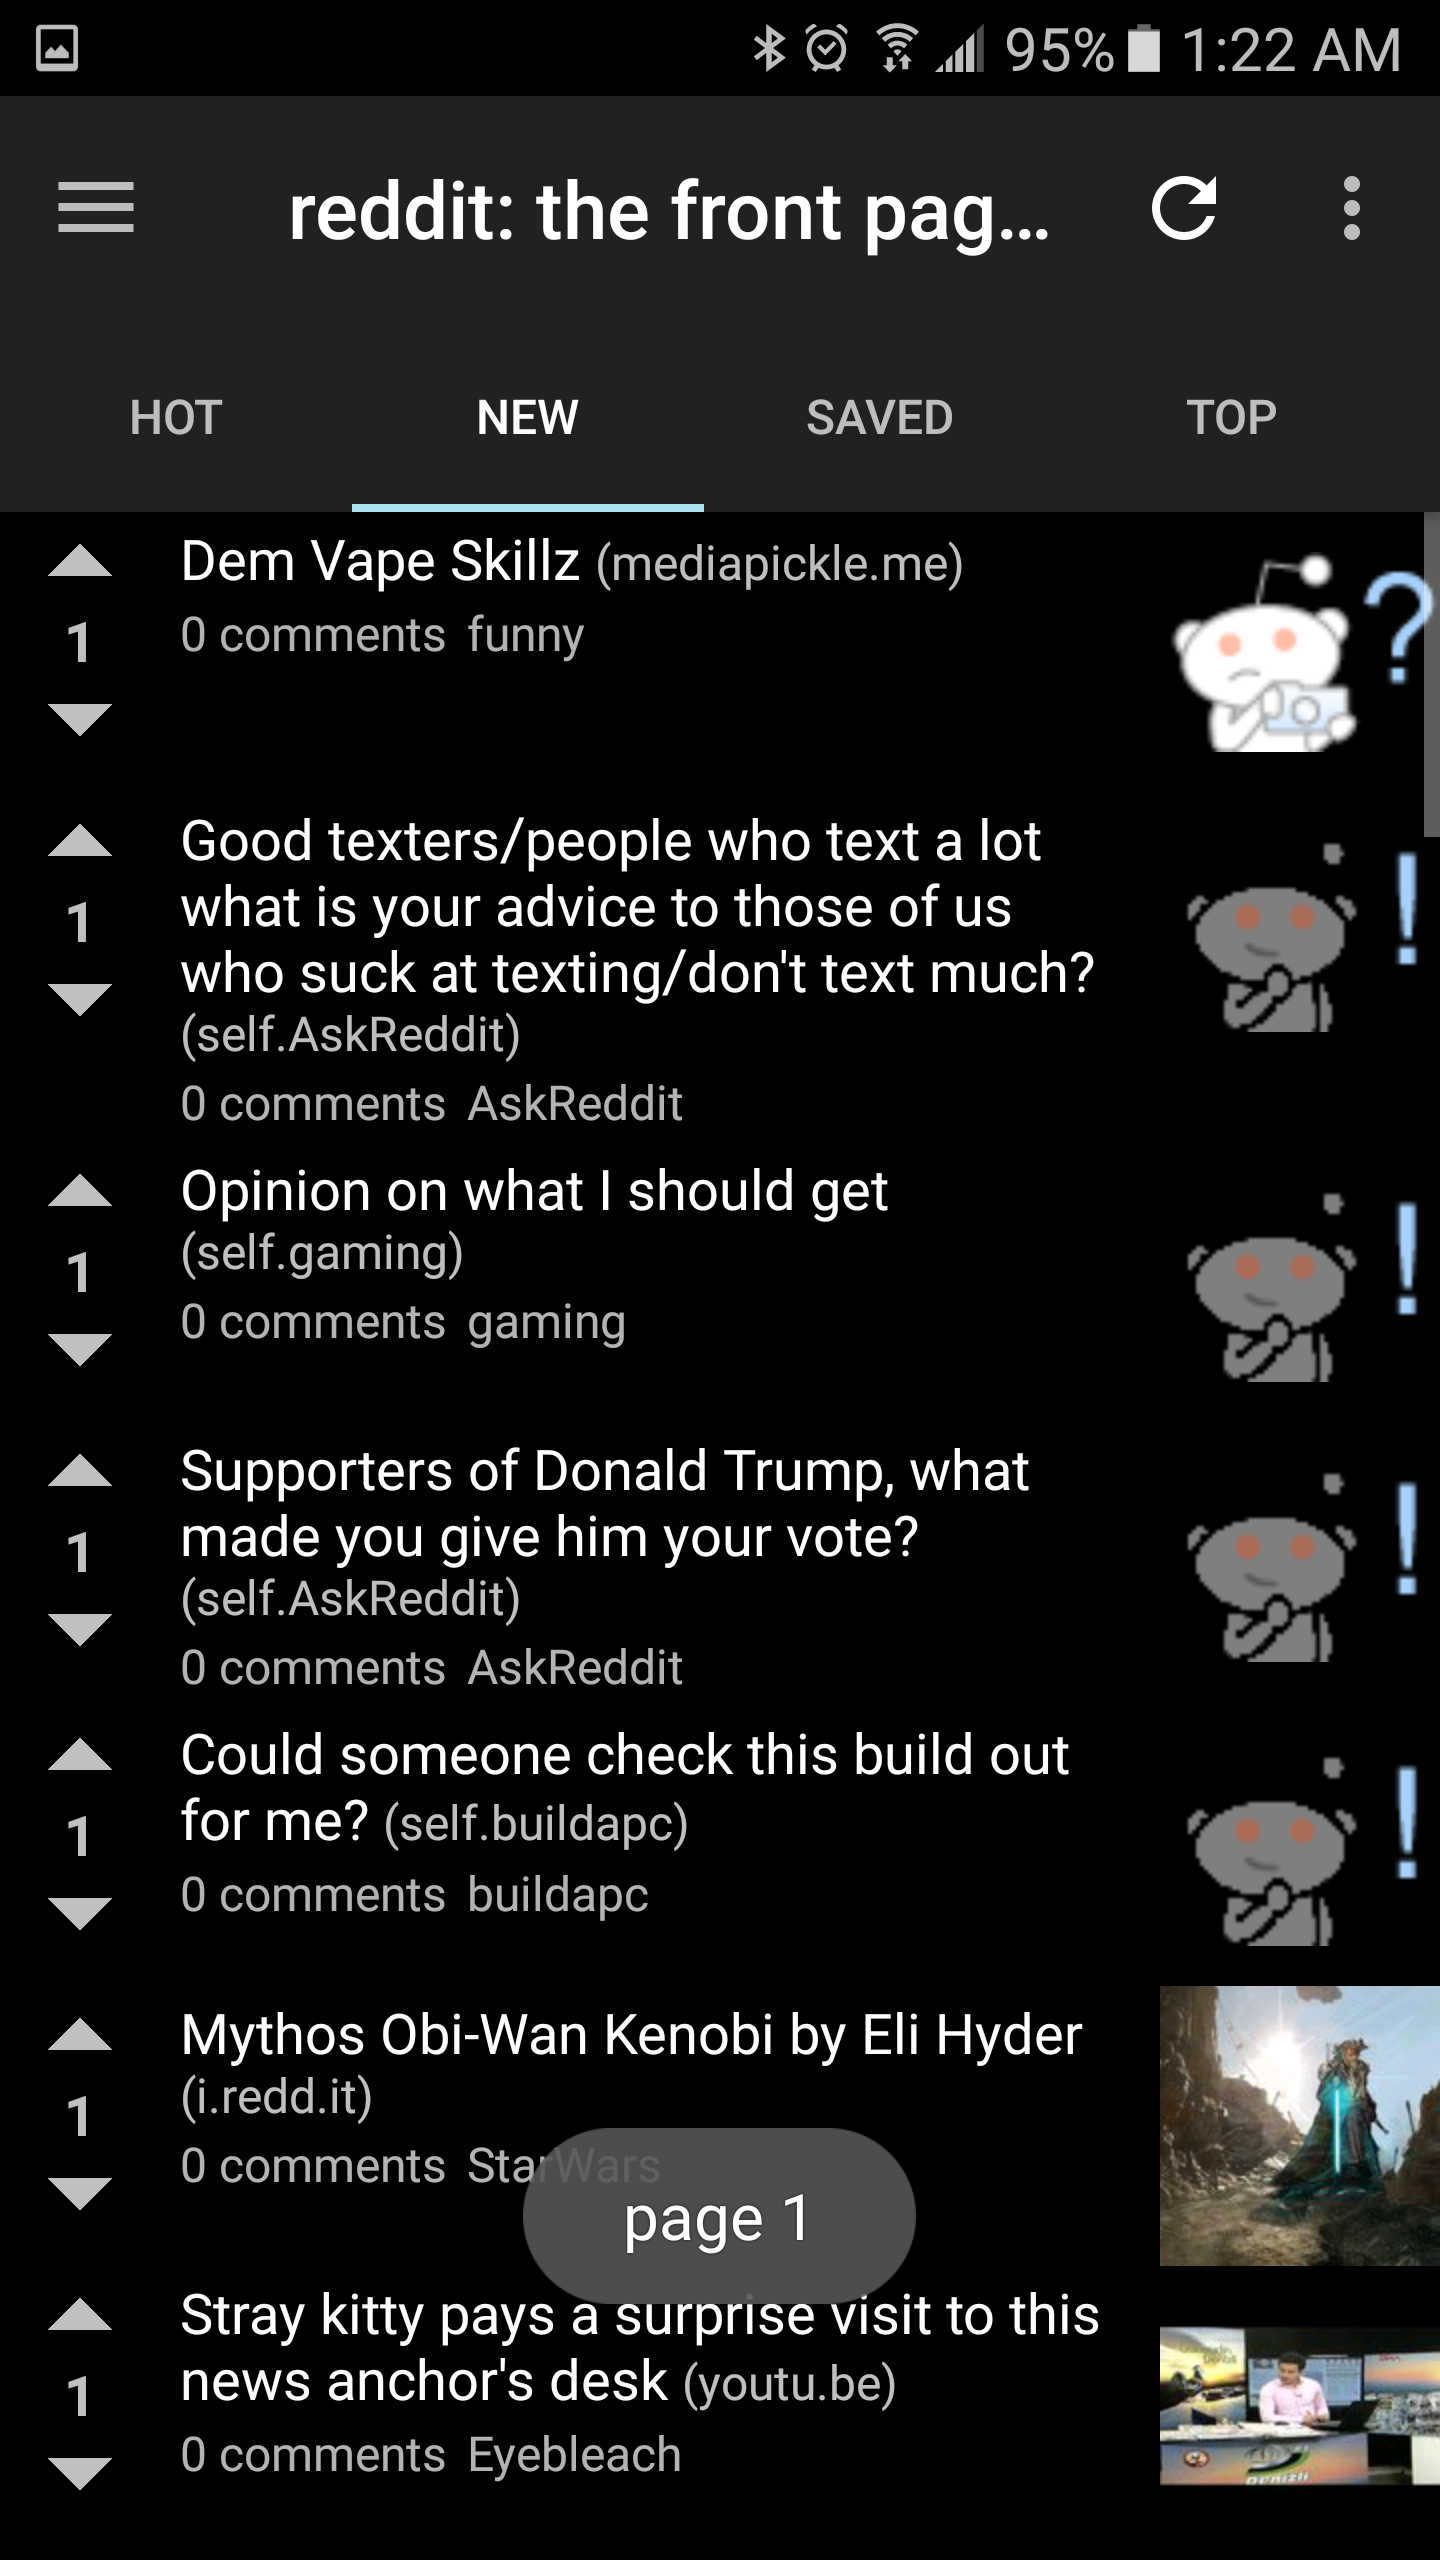 95% 1:22 AM
reddit: the front pag...
HOT NEW SAVED TOP
Dem Vape Skillz (mediapickle.me)
1
0 comments funny
?
Good texters/people who text a lot
what is your advice to those of us
1
who suck at texting/don't text much?
(self.AskReddit)
0 comments AskReddit
!
Opinion on what I should get
(self.gaming)
1
0 comments gaming
!
Supporters of Donald Trump, what
made you give him your vote?
1
(self.AskReddit)
0 comments AskReddit
!
Could someone check this build out
for me? (self.buildapc)
1
0 comments buildapc
!
Mythos Obi-Wan Kenobi by Eli Hyder
(i.redd.it)
1
0 comments StarWars
page 1
Stray kitty pays a surprise visit to this
news anchor's desk (youtu.be)
1
0 comments Eyebleach
DENİZLİ